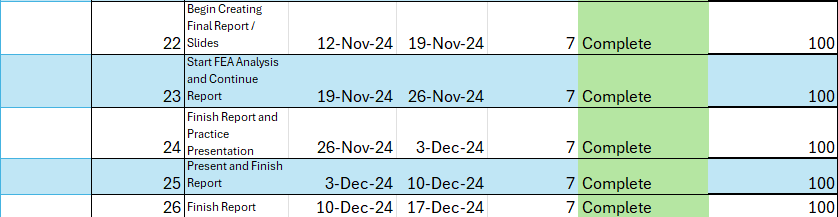 Begin Creating
Final Report /
22 Slides 12-Nov-24 19-Nov-24 7 Complete 100
Start FEA Analysis
and Continue
23 Report 19-Nov-24 26-Nov-24 7 Complete 100
Finish Report and
Practice
24 Presentation 26-Nov-24 3-Dec-24 7 Complete 100
Present and Finish
25 Report 3-Dec-24 10-Dec-24 7 Complete 100
26 Finish Report 10-Dec-24 17-Dec-24 7 Complete 100